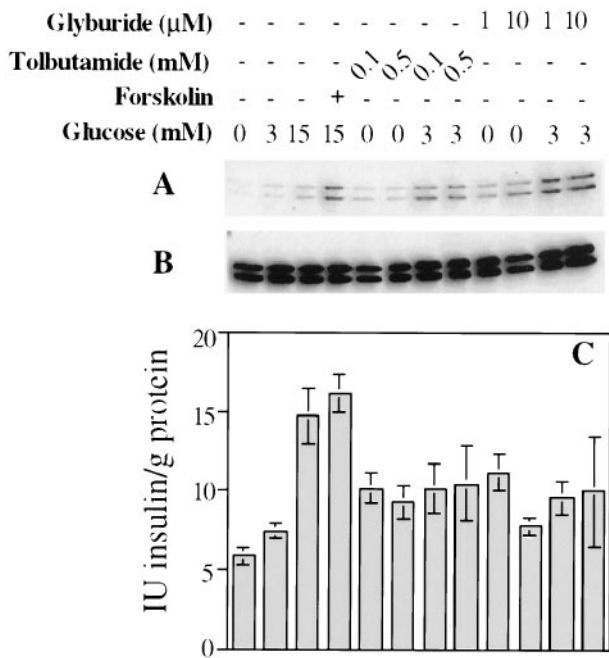 Glyburide (µM) - - - - - - - - 1 10 1 10
Tolbutamide (mM) - - - - 0.1 0.5 0.1 0.5 - - - -
Forskolin - - - + - - - - - - - -
Glucose (mM) 0 3 15 15 0 0 3 3 0 0 3 3
A
B
C
20
15
10
5
0
IU insulin/g protein